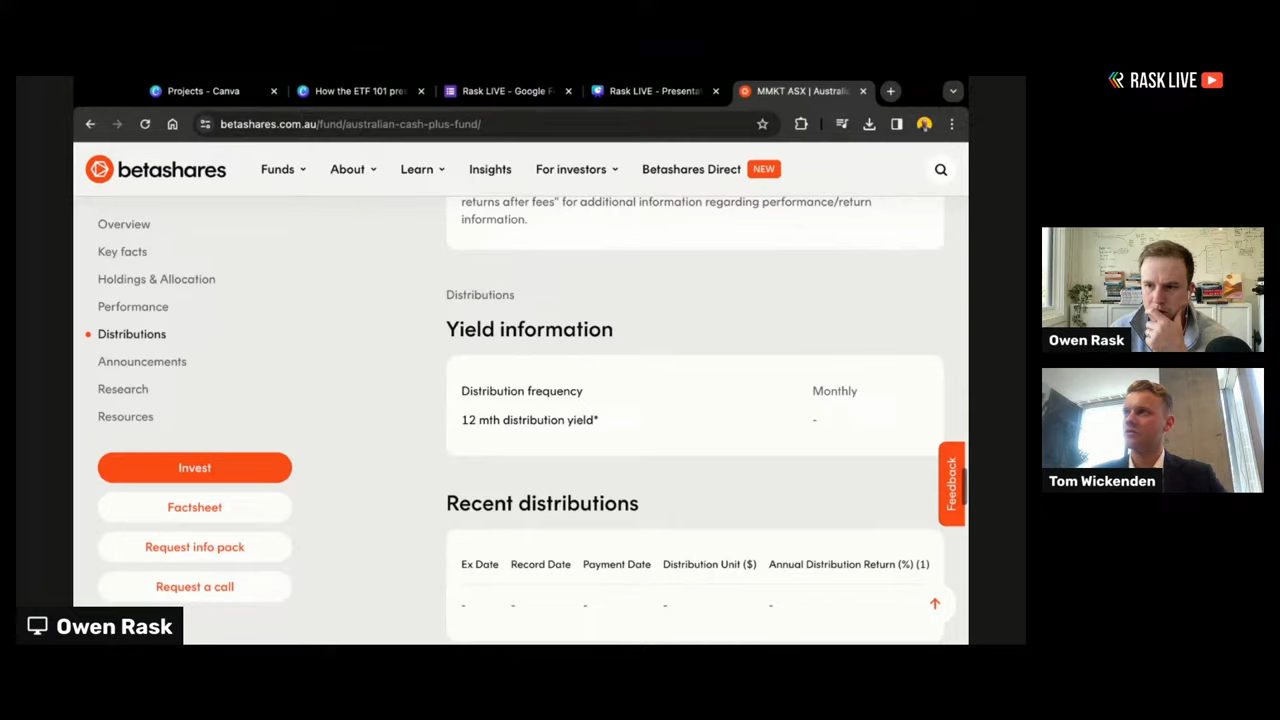 RASK LIVE
Projects - Canva
How the ETF 101 pre
Rask LIVE - Google F
Rask LIVE - Presenta
MMKT ASX | Australia
betashares.com.au/fund/australian-cash-plus-fund/
betashares
Funds
About
Learn
Insights
For investors
Betashares Direct
NEW
Overview
Key facts
Holdings & Allocation
Performance
Distributions
Announcements
Research
Resources
Invest
Factsheet
Request info pack
Request a call
returns after fees" for additional information regarding performance/return
information.
Distributions
Yield information
Distribution frequency Monthly
12 mth distribution yield* -
Recent distributions
Ex Date Record Date Payment Date Distribution Unit ($) Annual Distribution Return (%) (1)
- - - - -
Feedback
Owen Rask
Tom Wickenden
Owen Rask